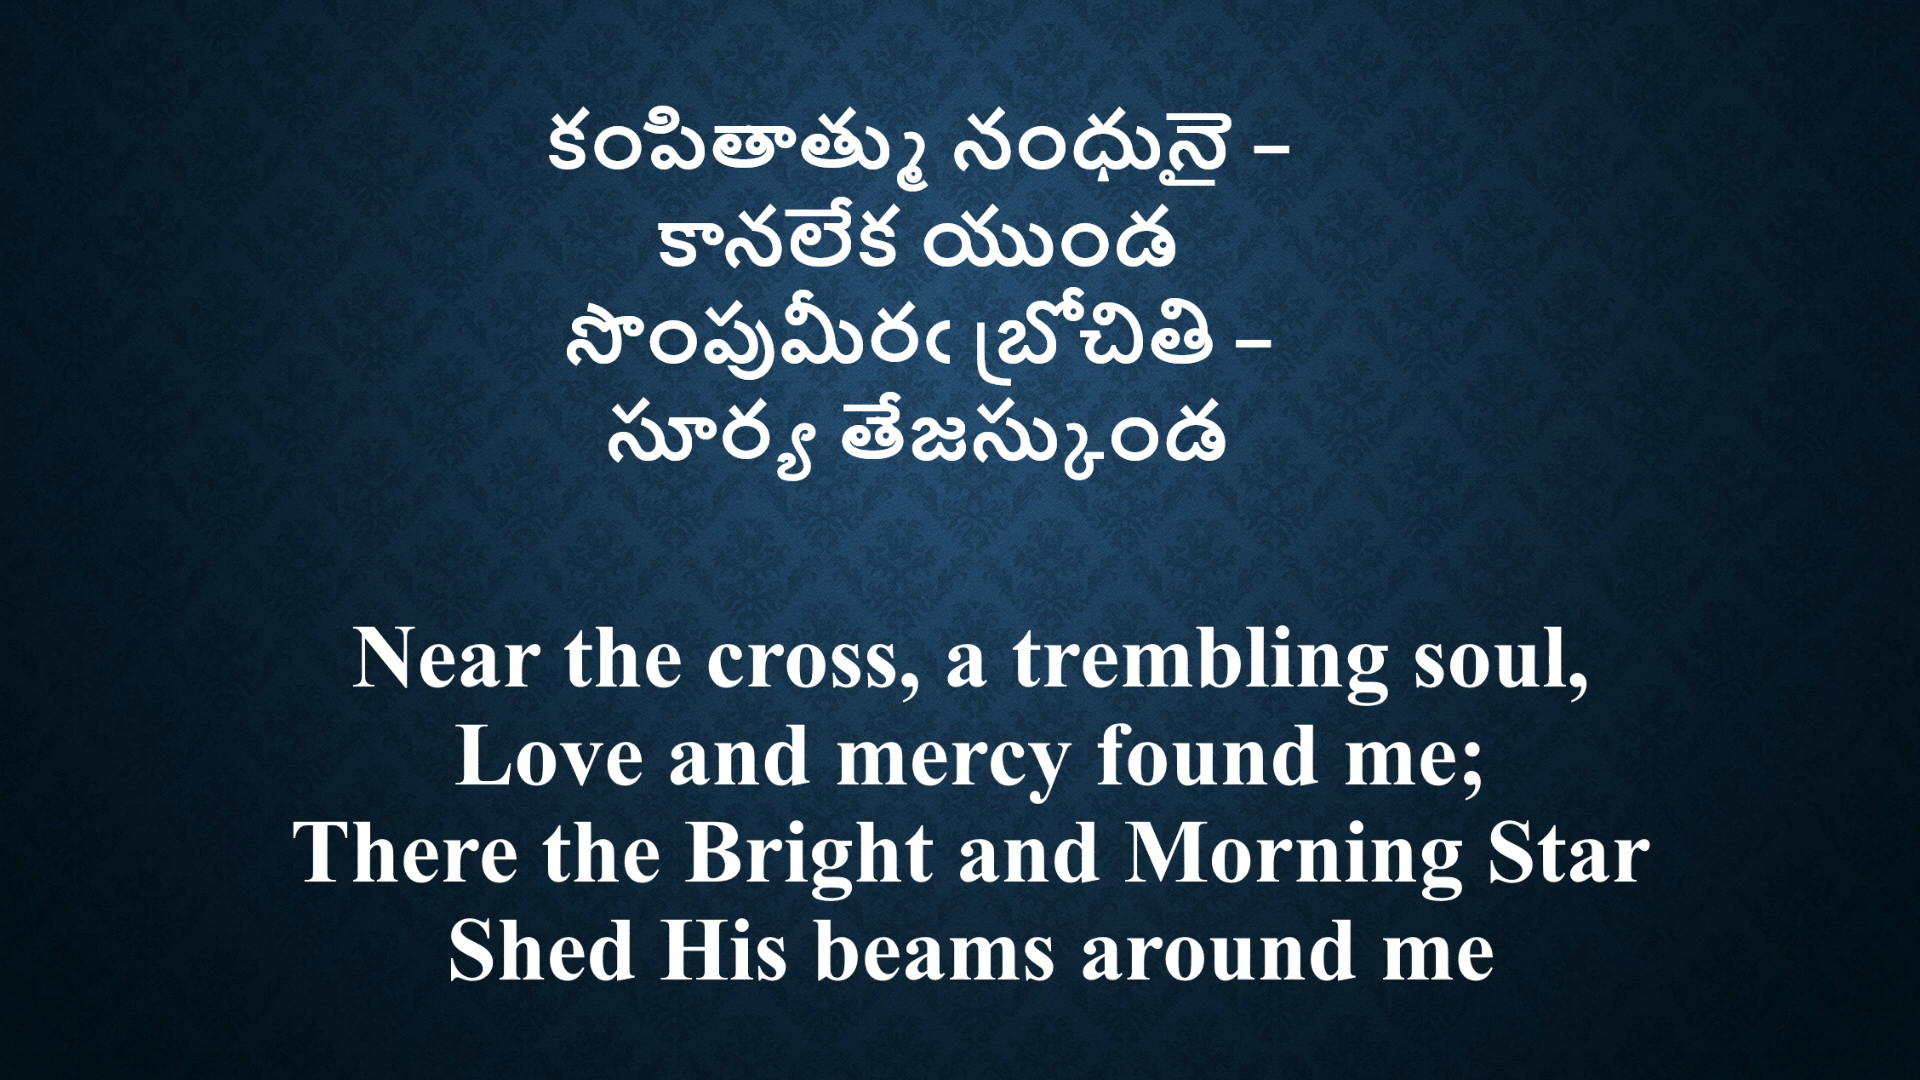 కంపితాత్ము నంధునై –
కానలేక యుండ
సొంపుమీరఁ బ్రోచితి –
సూర్య తేజస్కుండ
Near the cross, a trembling soul,
Love and mercy found me;
There the Bright and Morning Star
Shed His beams around me